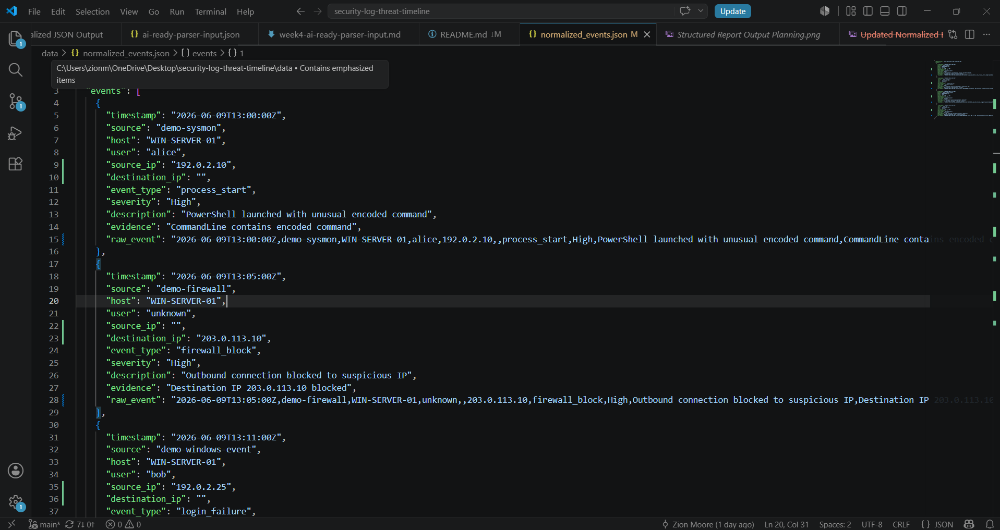 File Edit Selection View Go Run Terminal Help
security-log-threat-timeline
Update
alized JSON Output
{} ai-ready-parser-input.json
week4-ai-ready-parser-input.md
README.md ↓M
{} normalized_events.json M
Structured Report Output Planning.png
Updated Normalized
data > {} normalized_events.json > [ ] events > { } 1
C:\Users\zionm\OneDrive\Desktop\security-log-threat-timeline\data • Contains emphasized
items
3 "events": [
4 {
5 "timestamp": "2026-06-09T13:00:00Z",
6 "source": "demo-sysmon",
7 "host": "WIN-SERVER-01",
8 "user": "alice",
9 "source_ip": "192.0.2.10",
10 "destination_ip": "",
11 "event_type": "process_start",
12 "severity": "High",
13 "description": "PowerShell launched with unusual encoded command",
14 "evidence": "CommandLine contains encoded command",
15 "raw_event": "2026-06-09T13:00:00Z,demo-sysmon,WIN-SERVER-01,alice,192.0.2.10,,process_start,High,PowerShell launched with unusual encoded command,CommandLine contains encoded c
16 },
17 {
18 "timestamp": "2026-06-09T13:05:00Z",
19 "source": "demo-firewall",
20 "host": "WIN-SERVER-01",
21 "user": "unknown",
22 "source_ip": "",
23 "destination_ip": "203.0.113.10",
24 "event_type": "firewall_block",
25 "severity": "High",
26 "description": "Outbound connection blocked to suspicious IP",
27 "evidence": "Destination IP 203.0.113.10 blocked",
28 "raw_event": "2026-06-09T13:05:00Z,demo-firewall,WIN-SERVER-01,unknown,,203.0.113.10,firewall_block,High,Outbound connection blocked to suspicious IP,Destination IP 203.0.113.10
29 },
30 {
31 "timestamp": "2026-06-09T13:11:00Z",
32 "source": "demo-windows-event",
33 "host": "WIN-SERVER-01",
34 "user": "bob",
35 "source_ip": "192.0.2.25",
36 "destination_ip": "",
37 "event_type": "login_failure",
1
1
1
main* 7↓ 0↑ 0 0 Zion Moore (1 day ago) Ln 20, Col 31 Spaces: 2 UTF-8 CRLF {} JSON